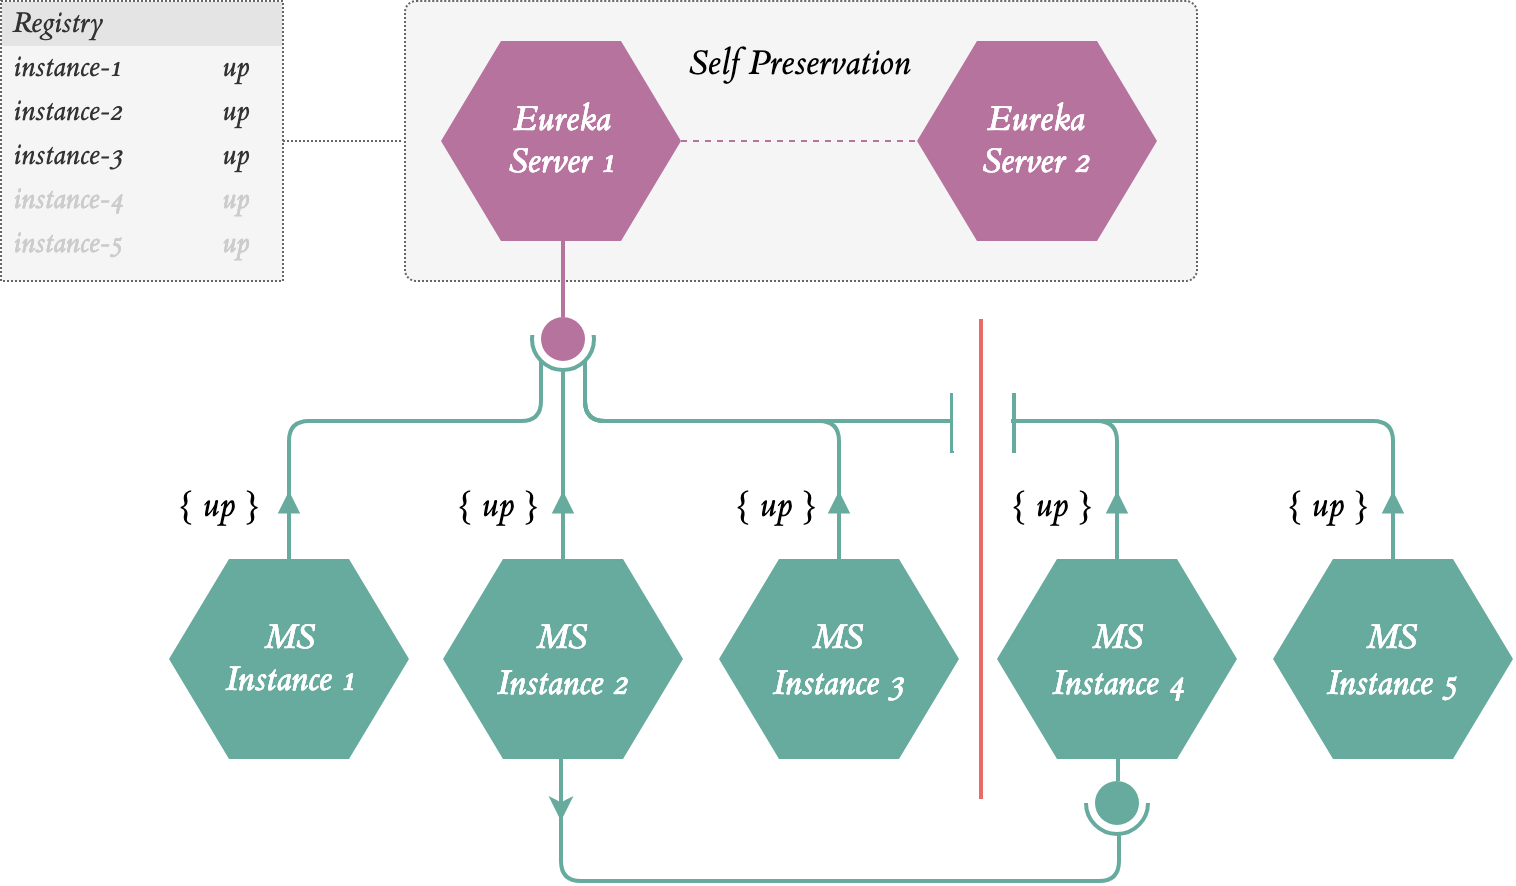 Registry
instance-1 up
instance-2 up
instance-3 up
instance-4 up
instance-5 up
Self Preservation
Eureka
Server 1
Eureka
Server 2
{ up }
{ up }
{ up }
{ up }
{ up }
MS
Instance 1
MS
Instance 2
MS
Instance 3
MS
Instance 4
MS
Instance 5